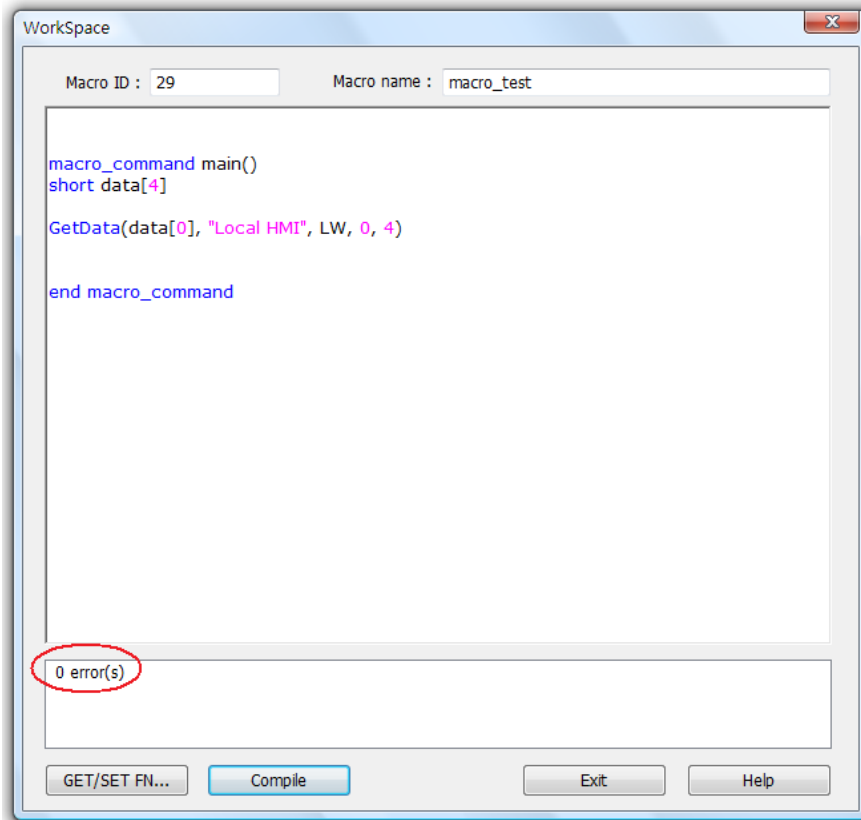 WorkSpace
Macro ID : 29 Macro name : macro_test
macro_command main()
short data[4]
GetData(data[0], "Local HMI", LW, 0, 4)
end macro_command
0 error(s)
GET/SET FN... Compile Exit Help